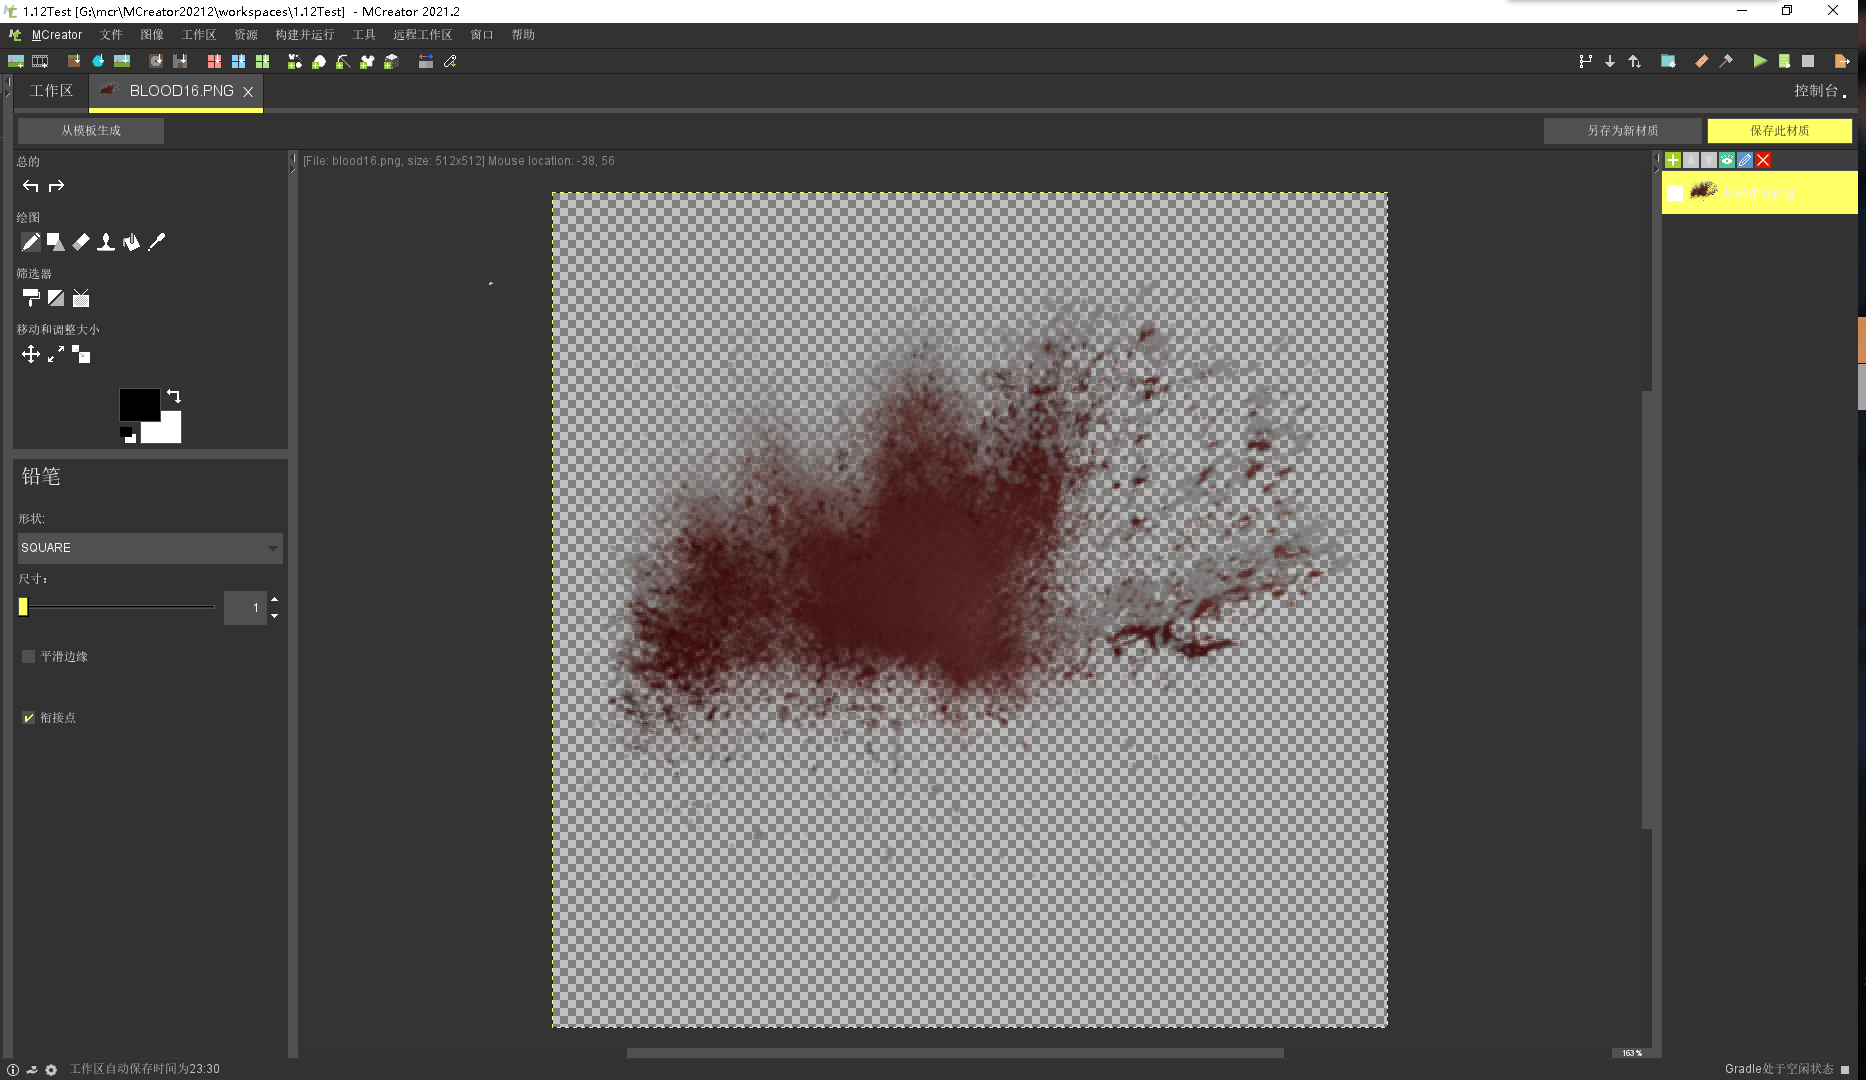 1.12Test [G:\mcr\MCreator20212\workspaces\1.12Test] - MCreator 2021.2
MCreator 文件 图像 工作区 资源 构建并运行 工具 远程工作区 窗口 帮助
工作区 BLOOD16.PNG 控制台
从模板生成 另存为新材质 保存此材质
总的
[File: blood16.png, size: 512x512] Mouse location: -38, 56
blood16.png
绘图
筛选器
移动和调整大小
铅笔
形状:
SQUARE
尺寸:
1
平滑边缘
衔接点
163 %
工作区自动保存时间为23:30
Gradle处于空闲状态